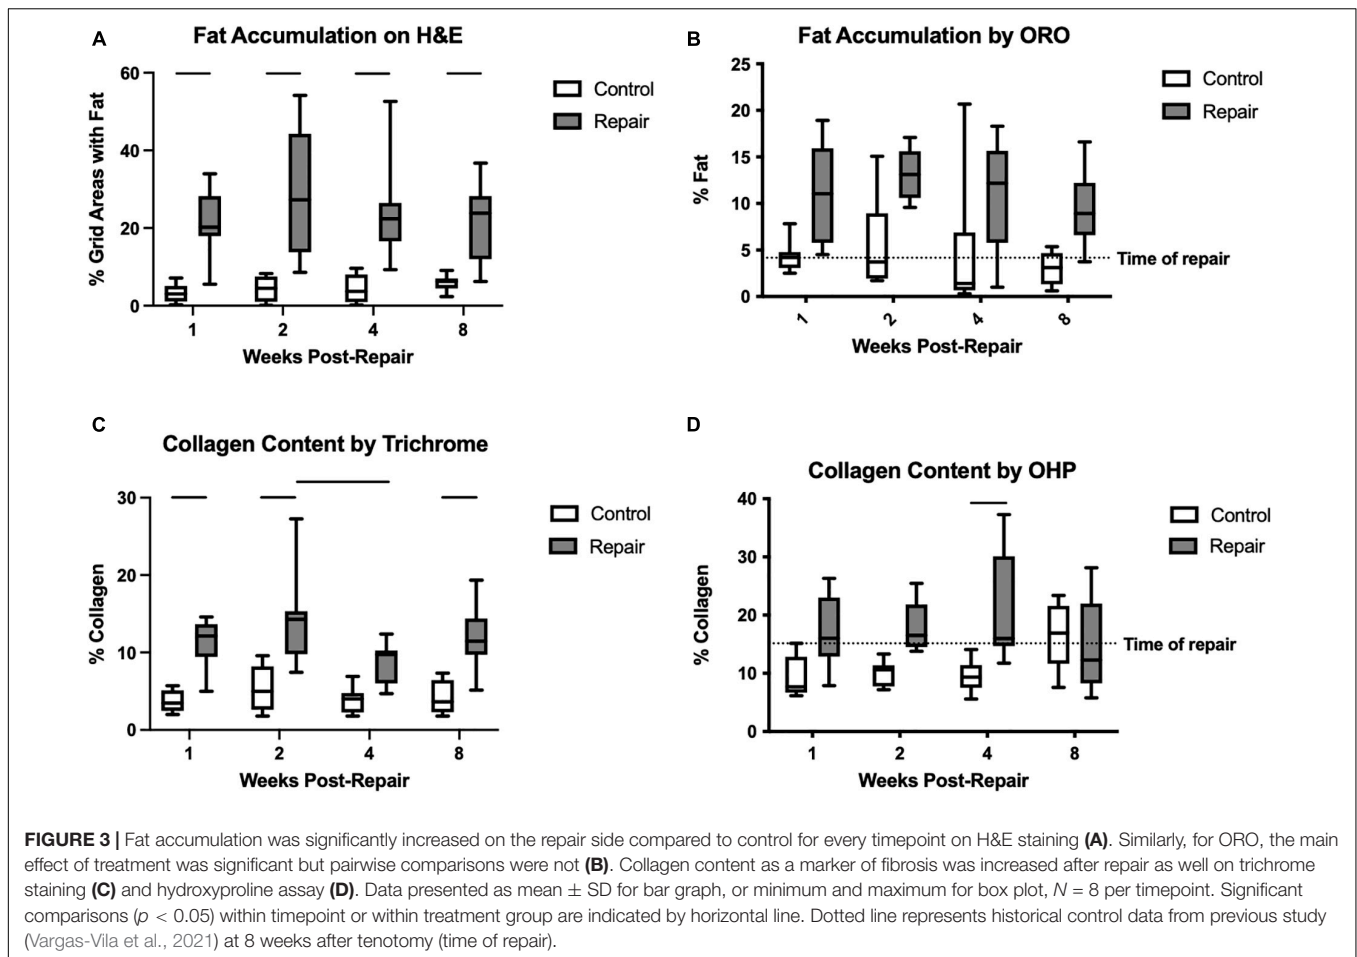 A
Fat Accumulation on H&E
60
40
20
0
% Grid Areas with Fat
1 2 4 8
Weeks Post-Repair
Control
Repair
B
Fat Accumulation by ORO
25
20
15
10
5
0
% Fat
1 2 4 8
Weeks Post-Repair
Control
Repair
Time of repair
C
Collagen Content by Trichrome
30
20
10
0
% Collagen
1 2 4 8
Weeks Post-Repair
Control
Repair
D
Collagen Content by OHP
40
30
20
10
0
% Collagen
1 2 4 8
Weeks Post-Repair
Control
Repair
Time of repair
FIGURE 3 | Fat accumulation was significantly increased on the repair side compared to control for every timepoint on H&E staining (A). Similarly, for ORO, the main
effect of treatment was significant but pairwise comparisons were not (B). Collagen content as a marker of fibrosis was increased after repair as well on trichrome
staining (C) and hydroxyproline assay (D). Data presented as mean ± SD for bar graph, or minimum and maximum for box plot, N = 8 per timepoint. Significant
comparisons (p < 0.05) within timepoint or within treatment group are indicated by horizontal line. Dotted line represents historical control data from previous study
(Vargas-Vila et al., 2021) at 8 weeks after tenotomy (time of repair).